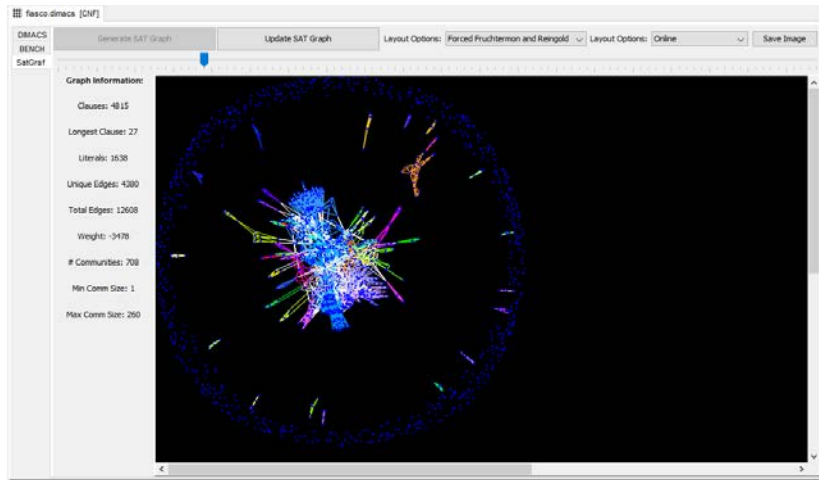 fiasco.dimacs [CNF]
DIMACS
BENCH
SatGraf
Generate SAT Graph
Update SAT Graph
Layout Options: Forced Fruchtermon and Reingold
Layout Options: Online
Save Image
Graph Information:
Clauses: 4815
Longest Clause: 27
Literals: 1638
Unique Edges: 4380
Total Edges: 12608
Weight: -3478
# Communities: 708
Min Comm Size: 1
Max Comm Size: 260